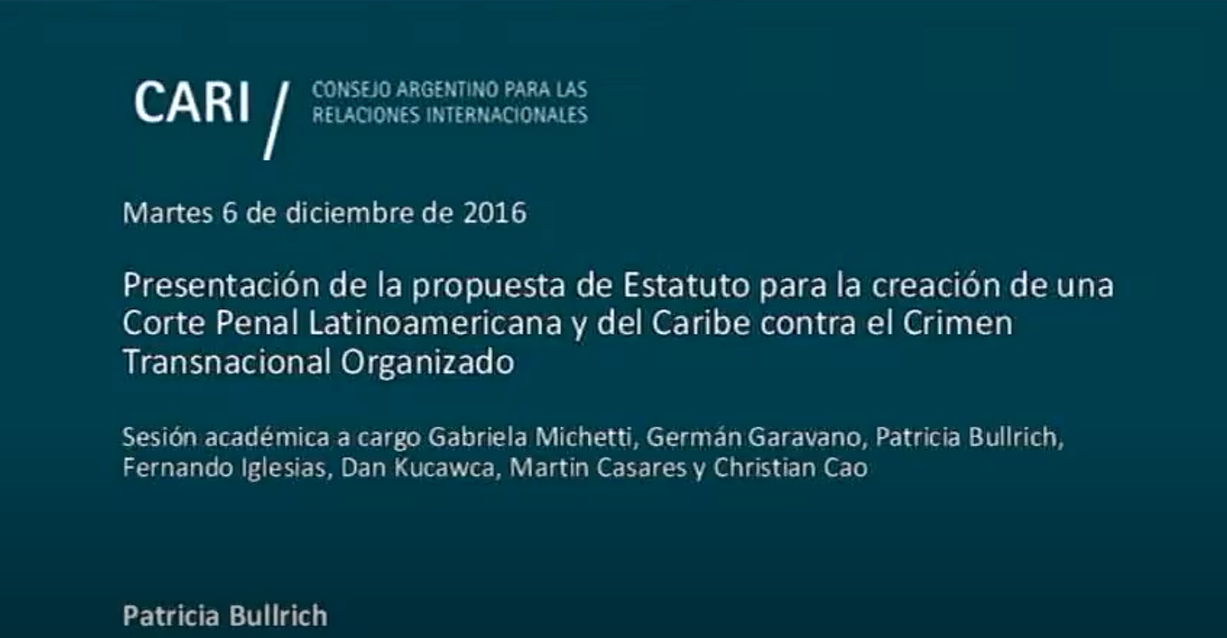 CARI
CONSEJO ARGENTINO PARA LAS
RELACIONES INTERNACIONALES
Martes 6 de diciembre de 2016
Presentación de la propuesta de Estatuto para la creación de una
Corte Penal Latinoamericana y del Caribe contra el Crimen
Transnacional Organizado
Sesión académica a cargo Gabriela Michetti, Germán Garavano, Patricia Bullrich,
Fernando Iglesias, Dan Kucawca, Martin Casares y Christian Cao
Patricia Bullrich